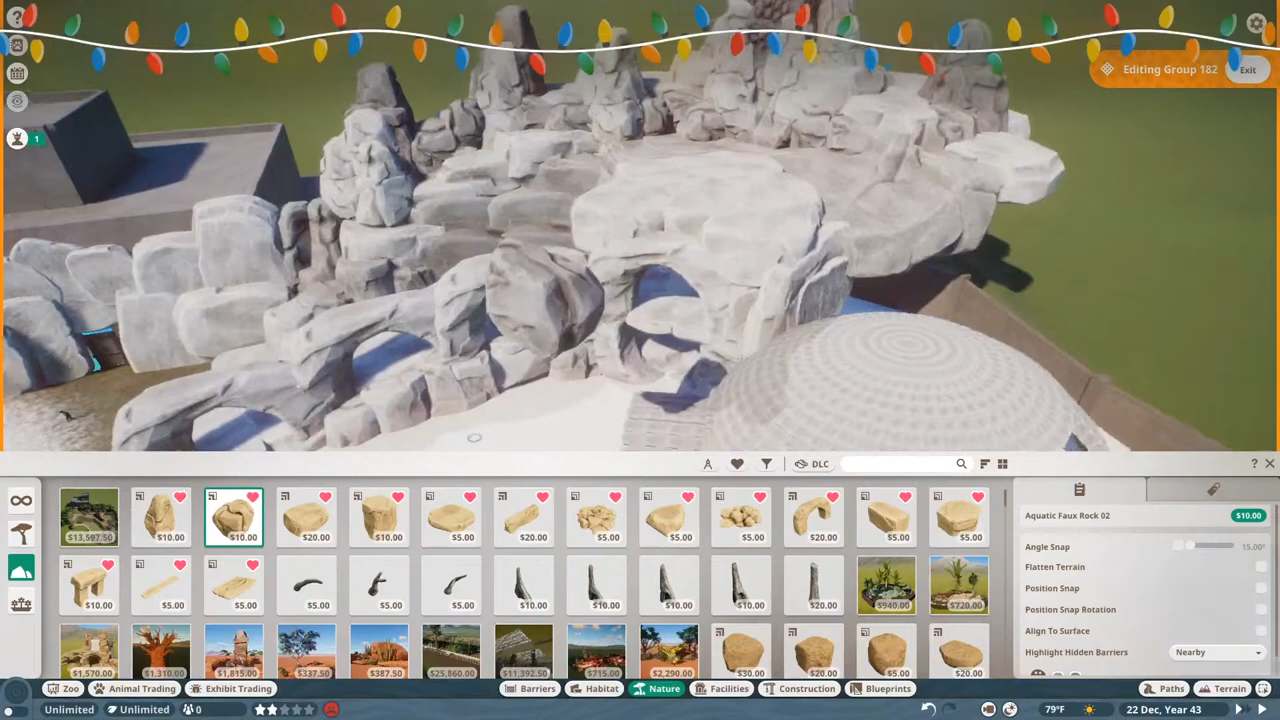 ?
Editing Group 182
Exit
1
DLC
?
$13,597.50
$10.00
$10.00
$20.00
$10.00
$5.00
$20.00
$5.00
$5.00
$5.00
$20.00
$5.00
$5.00
Aquatic Faux Rock 02
$10.00
Angle Snap
15.00°
Flatten Terrain
Position Snap
Position Snap Rotation
Align To Surface
Highlight Hidden Barriers
Nearby
$10.00
$5.00
$5.00
$5.00
$5.00
$5.00
$10.00
$10.00
$10.00
$10.00
$20.00
$940.00
$720.00
$1,570.00
$1,310.00
$1,815.00
$337.50
$387.50
$25,860.00
$11,392.50
$715.00
$2,290.00
$30.00
$20.00
$5.00
$20.00
Zoo
Animal Trading
Exhibit Trading
Barriers
Habitat
Nature
Facilities
Construction
Blueprints
Paths
Terrain
Unlimited
Unlimited
0
79°F
22 Dec, Year 43